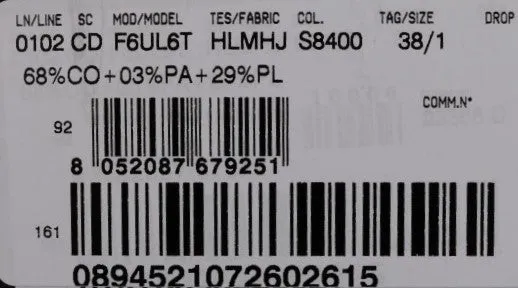 LN/LINE SC MOD/MODEL TES/FABRIC COL. TAG/SIZE DROP
0102 CD F6UL6T HLMHJ S8400 38/1
68%CO+03%PA+29%PL
COMM.N*
92
8 052087 679251
161
0894521072602615